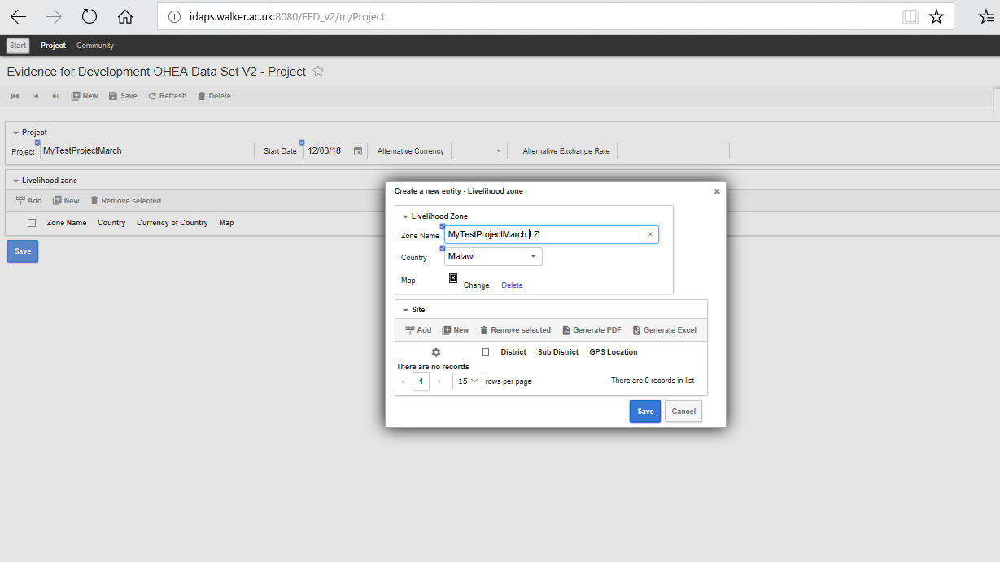 idaps.walker.ac.uk:8080/EFD_v2/m/Project
Start Project Community
Evidence for Development OHEA Data Set V2 - Project
New Save Refresh Delete
Project
Project MyTestProjectMarch Start Date 12/03/18 Alternative Currency Alternative Exchange Rate
Livelihood zone
Add New Remove selected
Zone Name Country Currency of Country Map
Save
Create a new entity - Livelihood zone
Livelihood Zone
Zone Name MyTestProjectMarch LZ
Country Malawi
Map Change Delete
Site
Add New Remove selected Generate PDF Generate Excel
District Sub District GPS Location
There are no records
1 15 rows per page There are 0 records in list
Save Cancel